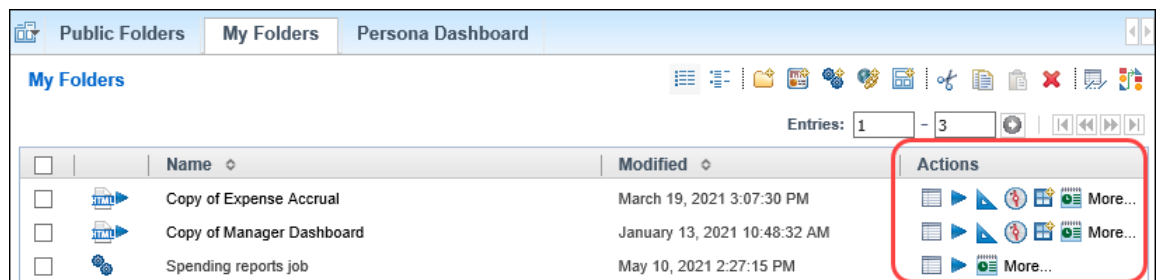 Public Folders My Folders Persona Dashboard
My Folders
Entries: 1 - 3
Name Modified Actions
HTML Copy of Expense Accrual March 19, 2021 3:07:30 PM More...
HTML Copy of Manager Dashboard January 13, 2021 10:48:32 AM More...
Spending reports job May 10, 2021 2:27:15 PM More...